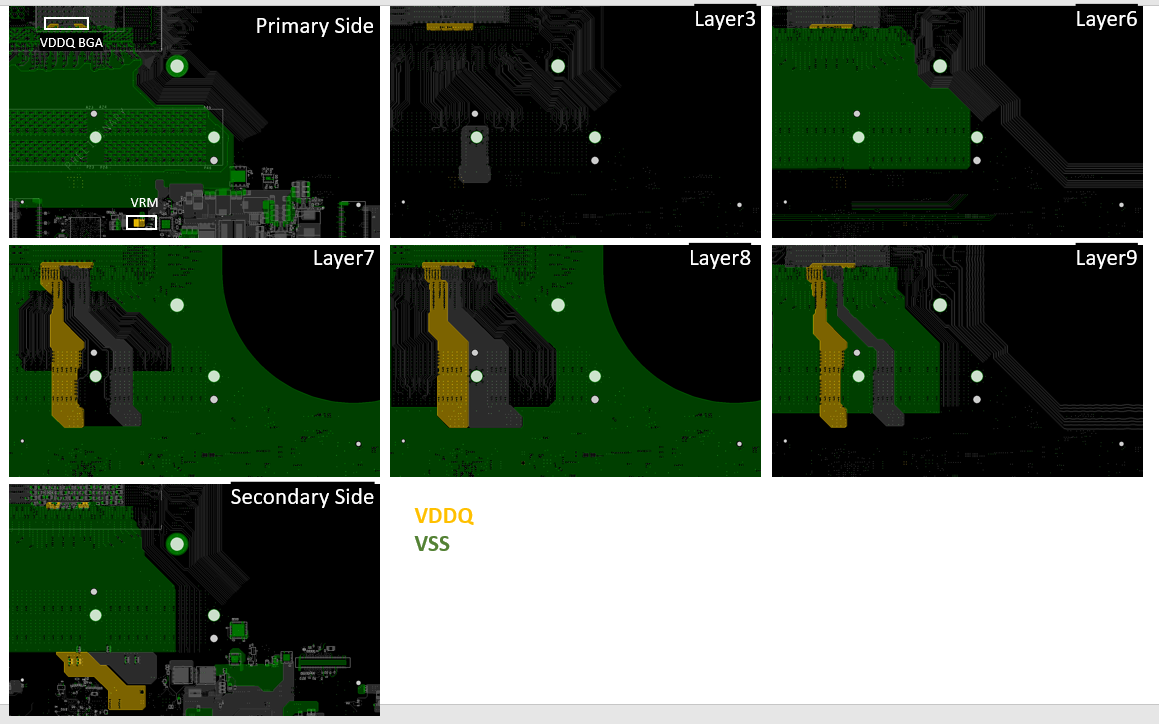 Primary Side
VDDQ BGA
VRM
Layer3
Layer6
Layer7
Layer8
Layer9
Secondary Side
VDDQ
VSS